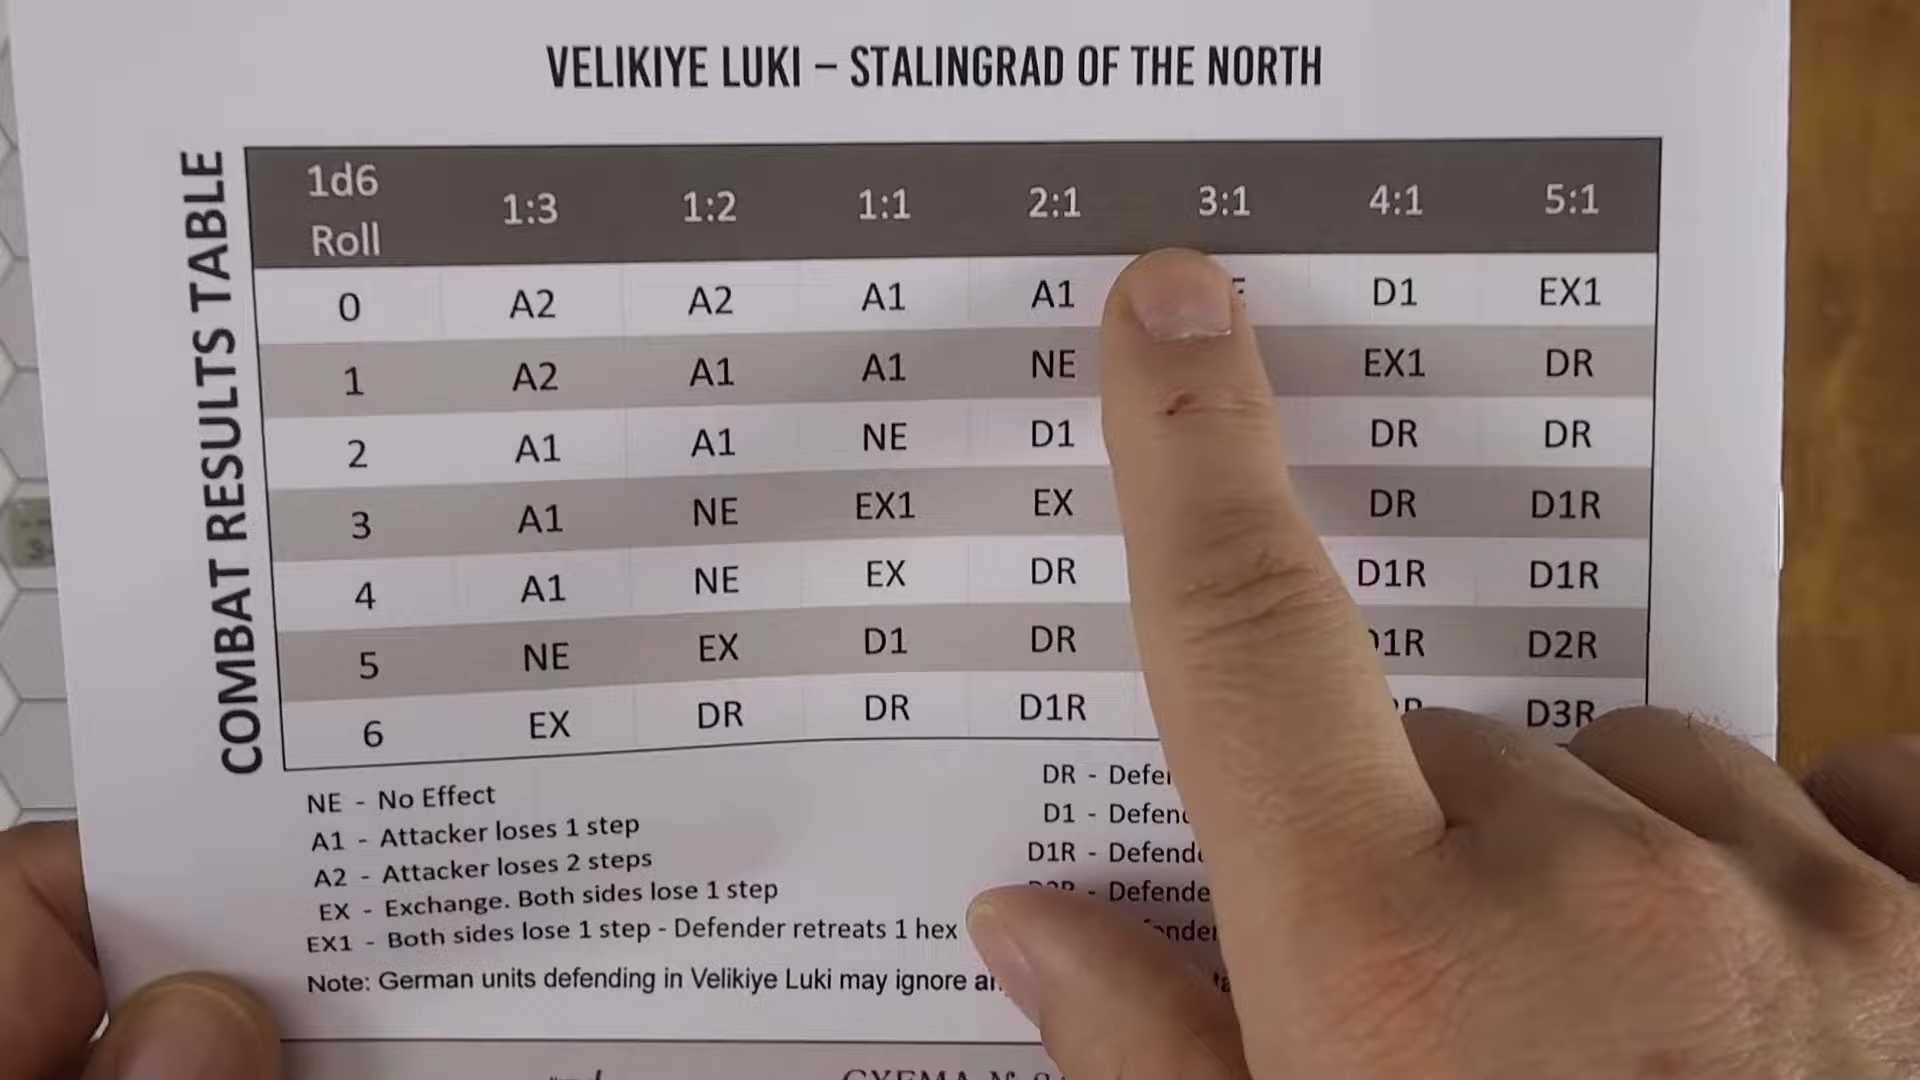 VELIKIYE LUKI – STALINGRAD OF THE NORTH
COMBAT RESULTS TABLE
1d6 Roll 1:3 1:2 1:1 2:1 3:1 4:1 5:1
0 A2 A2 A1 A1 D1 EX1
1 A2 A1 A1 NE EX1 DR
2 A1 A1 NE D1 DR DR
3 A1 NE EX1 EX DR D1R
4 A1 NE EX DR D1R D1R
5 NE EX D1 DR D2R
6 EX DR DR D1R D3R
NE - No Effect
A1 - Attacker loses 1 step
A2 - Attacker loses 2 steps
EX - Exchange. Both sides lose 1 step
EX1 - Both sides lose 1 step - Defender retreats 1 hex
DR -
D1 -
D1R -
Note: German units defending in Velikiye Luki may ignore